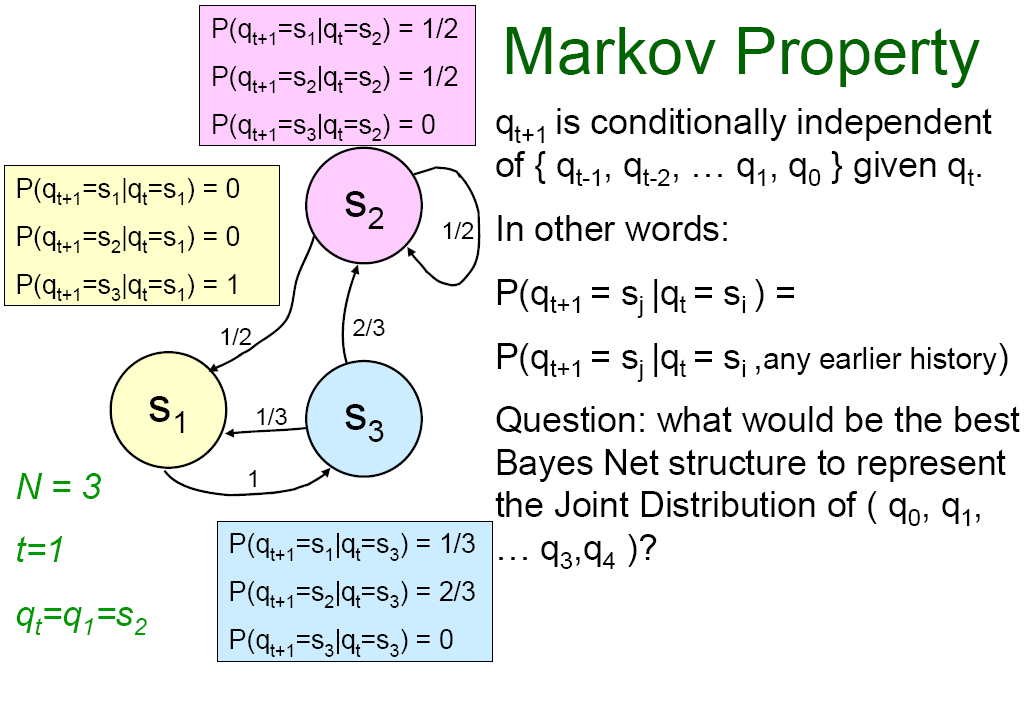 Markov Property
P(qt+1=s1|qt=s2) = 1/2
P(qt+1=s2|qt=s2) = 1/2
P(qt+1=s3|qt=s2) = 0
P(qt+1=s1|qt=s1) = 0
P(qt+1=s2|qt=s1) = 0
P(qt+1=s3|qt=s1) = 1
s2
1/2
1/2
2/3
s1
1/3
s3
1
N = 3
t=1
qt=q1=s2
P(qt+1=s1|qt=s3) = 1/3
P(qt+1=s2|qt=s3) = 2/3
P(qt+1=s3|qt=s3) = 0
qt+1 is conditionally independent
of { qt-1, qt-2, … q1, q0 } given qt.
In other words:
P(qt+1 = sj |qt = si ) =
P(qt+1 = sj |qt = si ,any earlier history)
Question: what would be the best
Bayes Net structure to represent
the Joint Distribution of ( q0, q1,
… q3,q4 )?